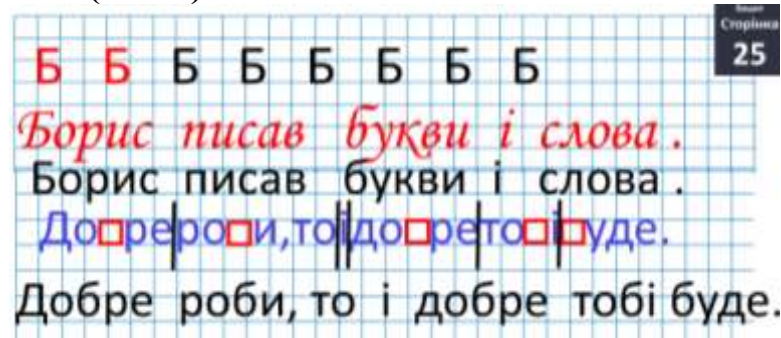 Зошит
Сторінка
25
Б Б Б Б Б Б Б Б
Борис писав букви і слова .
Борис писав букви і слова .
До□ре|ро□и,то||і||до□ре|то□і|□уде.
Добре роби, то і добре тобі буде.